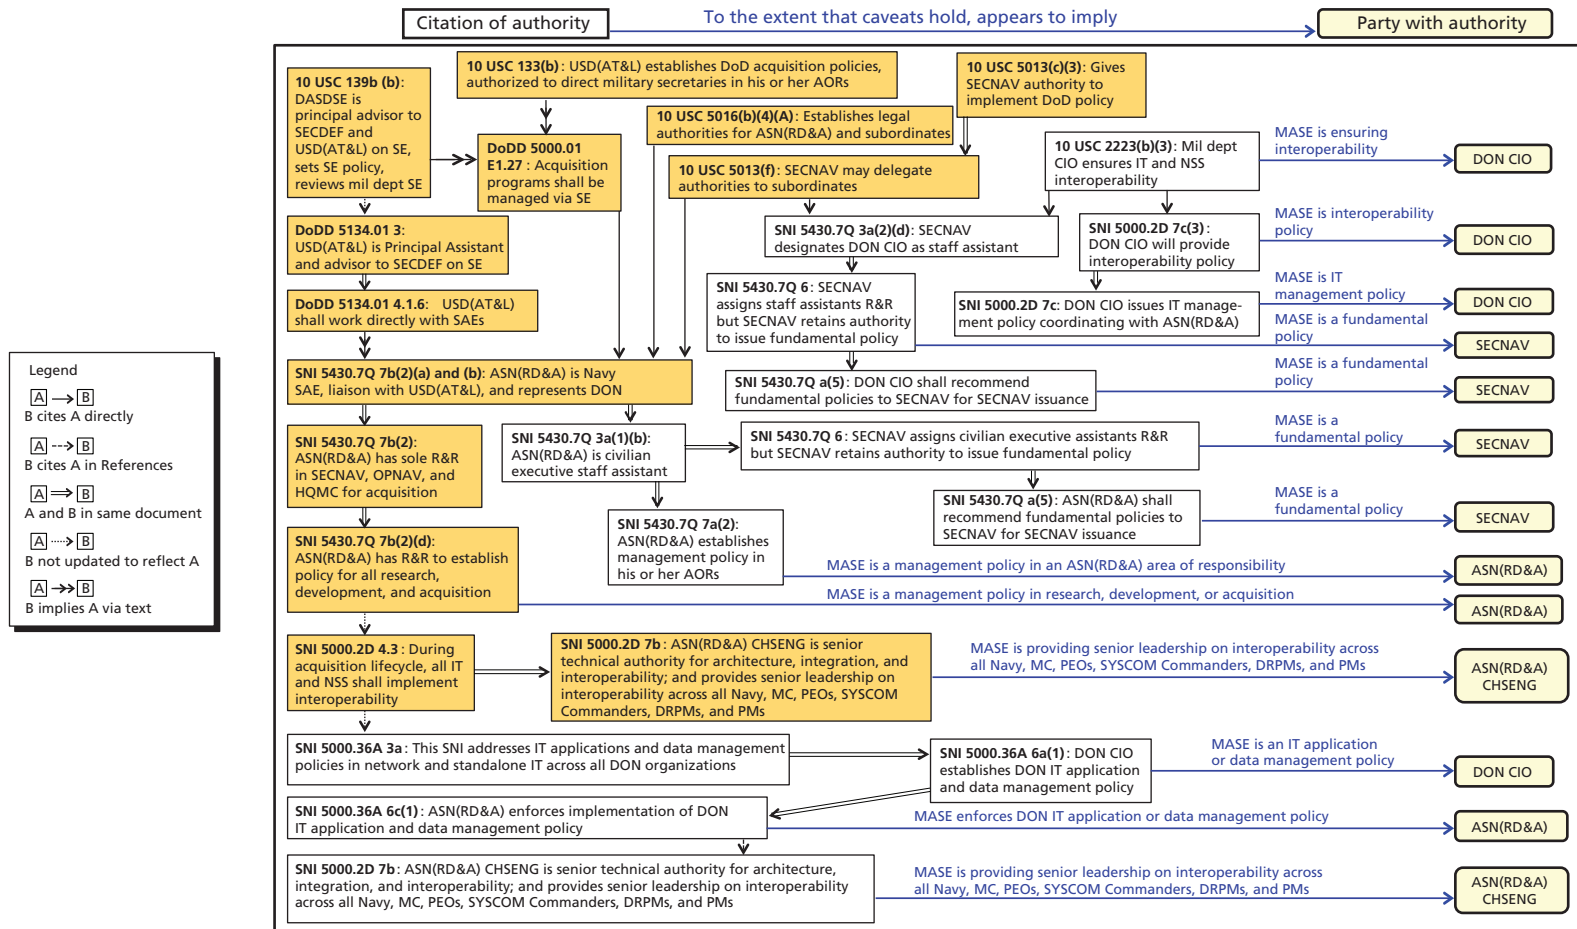 Citation of authority
To the extent that caveats hold, appears to imply
Party with authority
10 USC 139b (b):
DASDSE is
principal advisor to
SECDEF and
USD(AT&L) on SE,
sets SE policy,
reviews mil dept SE
10 USC 133(b): USD(AT&L) establishes DoD acquisition policies,
authorized to direct military secretaries in his or her AORs
10 USC 5013(c)(3): Gives
SECNAV authority to
implement DoD policy
10 USC 5016(b)(4)(A): Establishes legal
authorities for ASN(RD&A) and subordinates
DoDD 5000.01
E1.27 : Acquisition
programs shall be
managed via SE
10 USC 5013(f): SECNAV may delegate
authorities to subordinates
10 USC 2223(b)(3): Mil dept
CIO ensures IT and NSS
interoperability
MASE is ensuring
interoperability
DON CIO
DoDD 5134.01 3:
USD(AT&L) is Principal Assistant
and advisor to SECDEF on SE
SNI 5430.7Q 3a(2)(d): SECNAV
designates DON CIO as staff assistant
SNI 5000.2D 7c(3):
DON CIO will provide
interoperability policy
MASE is interoperability
policy
DON CIO
DoDD 5134.01 4.1.6: USD(AT&L)
shall work directly with SAEs
SNI 5430.7Q 6 : SECNAV
assigns staff assistants R&R
but SECNAV retains authority
to issue fundamental policy
SNI 5000.2D 7c: DON CIO issues IT manage-
ment policy coordinating with ASN(RD&A)
MASE is IT
management policy
DON CIO
MASE is a fundamental
policy
SECNAV
Legend
A B
B cites A directly
A B
B cites A in References
A B
A and B in same document
A B
B not updated to reflect A
A B
B implies A via text
SNI 5430.7Q 7b(2)(a) and (b): ASN(RD&A) is Navy
SAE, liaison with USD(AT&L), and represents DON
SNI 5430.7Q a(5): DON CIO shall recommend
fundamental policies to SECNAV for SECNAV issuance
MASE is a fundamental
policy
SECNAV
SNI 5430.7Q 7b(2):
ASN(RD&A) has sole R&R
in SECNAV, OPNAV, and
HQMC for acquisition
SNI 5430.7Q 3a(1)(b):
ASN(RD&A) is civilian
executive staff assistant
SNI 5430.7Q 6 : SECNAV assigns civilian executive assistants R&R
but SECNAV retains authority to issue fundamental policy
MASE is a
fundamental policy
SECNAV
SNI 5430.7Q a(5): ASN(RD&A) shall
recommend fundamental policies to
SECNAV for SECNAV issuance
MASE is a
fundamental policy
SECNAV
SNI 5430.7Q 7a(2):
ASN(RD&A) establishes
management policy in
his or her AORs
MASE is a management policy in an ASN(RD&A) area of responsibility
ASN(RD&A)
SNI 5430.7Q 7b(2)(d):
ASN(RD&A) has R&R to establish
policy for all research,
development, and acquisition
MASE is a management policy in research, development, or acquisition
ASN(RD&A)
SNI 5000.2D 4.3 : During
acquisition lifecycle, all IT
and NSS shall implement
interoperability
SNI 5000.2D 7b : ASN(RD&A) CHSENG is senior
technical authority for architecture, integration, and
interoperability; and provides senior leadership on
interoperability across all Navy, MC, PEOs, SYSCOM
Commanders, DRPMs, and PMs
MASE is providing senior leadership on interoperability across
all Navy, MC, PEOs, SYSCOM Commanders, DRPMs, and PMs
ASN(RD&A)
CHSENG
SNI 5000.36A 3a : This SNI addresses IT applications and data management
policies in network and standalone IT across all DON organizations
SNI 5000.36A 6a(1) : DON CIO
establishes DON IT application
and data management policy
MASE is an IT application
or data management policy
DON CIO
SNI 5000.36A 6c(1) : ASN(RD&A) enforces implementation of DON
IT application and data management policy
MASE enforces DON IT application or data management policy
ASN(RD&A)
SNI 5000.2D 7b : ASN(RD&A) CHSENG is senior technical authority for architecture,
integration, and interoperability; and provides senior leadership on interoperability
across all Navy, MC, PEOs, SYSCOM Commanders, DRPMs, and PMs
MASE is providing senior leadership on interoperability across
all Navy, MC, PEOs, SYSCOM Commanders, DRPMs, and PMs
ASN(RD&A)
CHSENG